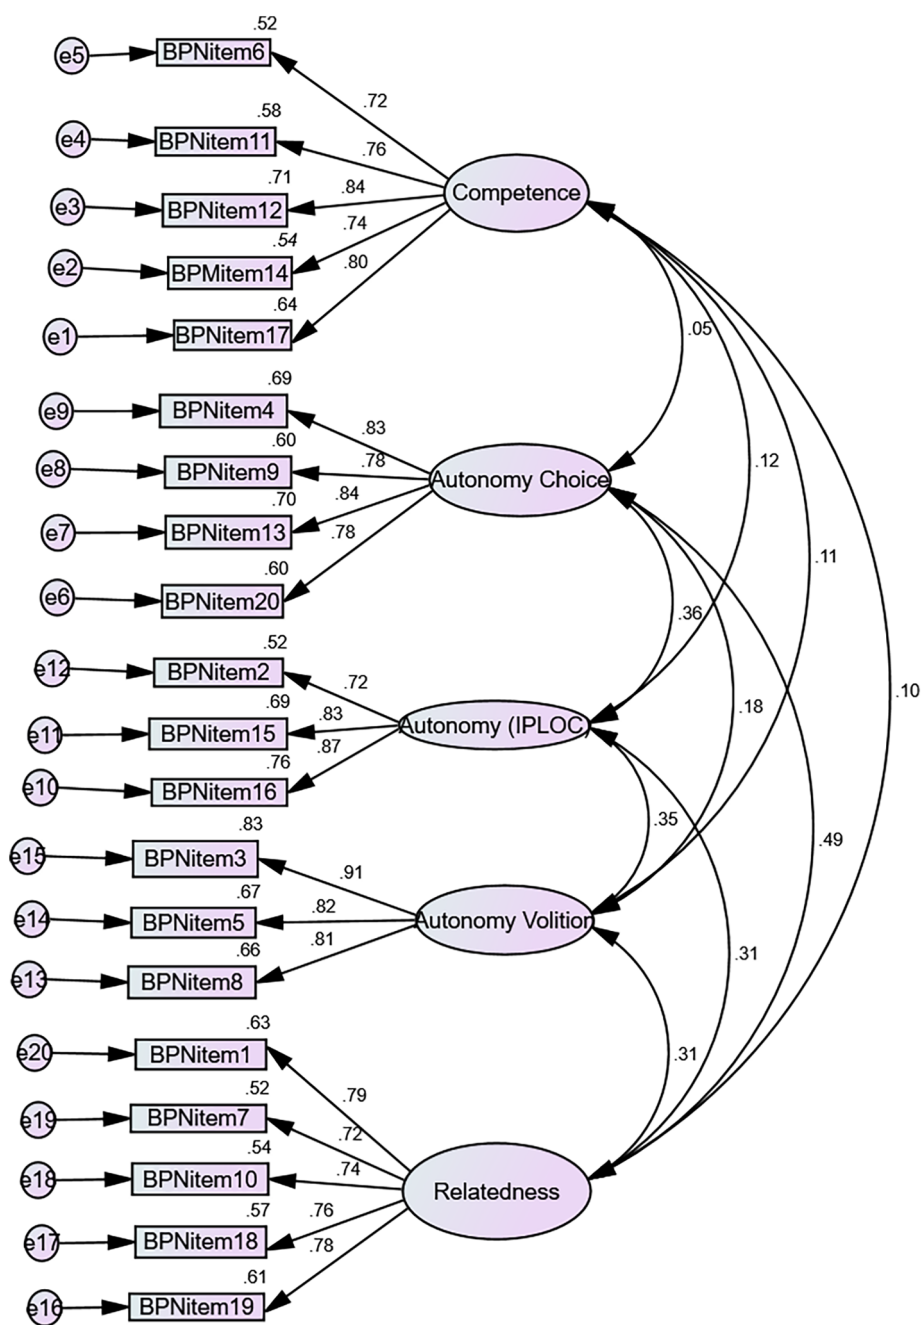 .52
e5 BPNitem6
.72
.58
e4 BPNitem11
.76
.71
e3 BPNitem12
.84
Competence
.54
e2 BPMitem14
.74
.80
.64
e1 BPNitem17
.05
.69
e9 BPNitem4
.83
.60
e8 BPNitem9
.78
Autonomy Choice
.12
.70
e7 BPNitem13
.84
.78
.11
.60
e6 BPNitem20
.36
.52
e12 BPNitem2
.72
.10
.69
e11 BPNitem15
.83
Autonomy (IPLOC)
.18
.87
.76
e10 BPNitem16
.35
.83
e15 BPNitem3
.91
.49
.67
e14 BPNitem5
.82
Autonomy Volition
.81
.66
e13 BPNitem8
.31
.63
e20 BPNitem1
.31
.79
.52
e19 BPNitem7
.72
.54
e18 BPNitem10
.74
Relatedness
.57
e17 BPNitem18
.76
.78
.61
e16 BPNitem19